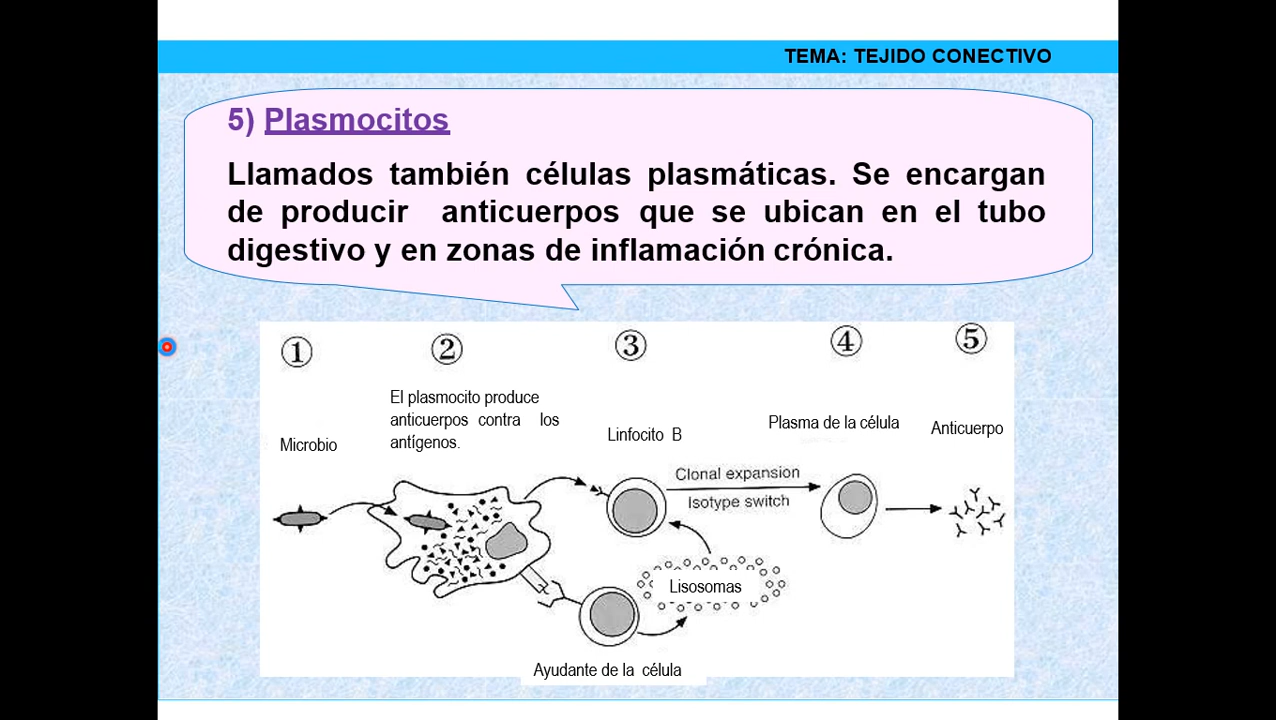 TEMA: TEJIDO CONECTIVO
5) Plasmocitos
Llamados también células plasmáticas. Se encargan
de producir anticuerpos que se ubican en el tubo
digestivo y en zonas de inflamación crónica.
① ② ③ ④ ⑤
Microbio
El plasmocito produce
anticuerpos contra los
antígenos.
Linfocito B
Plasma de la célula
Anticuerpo
Clonal expansion
Isotype switch
Lisosomas
Ayudante de la célula